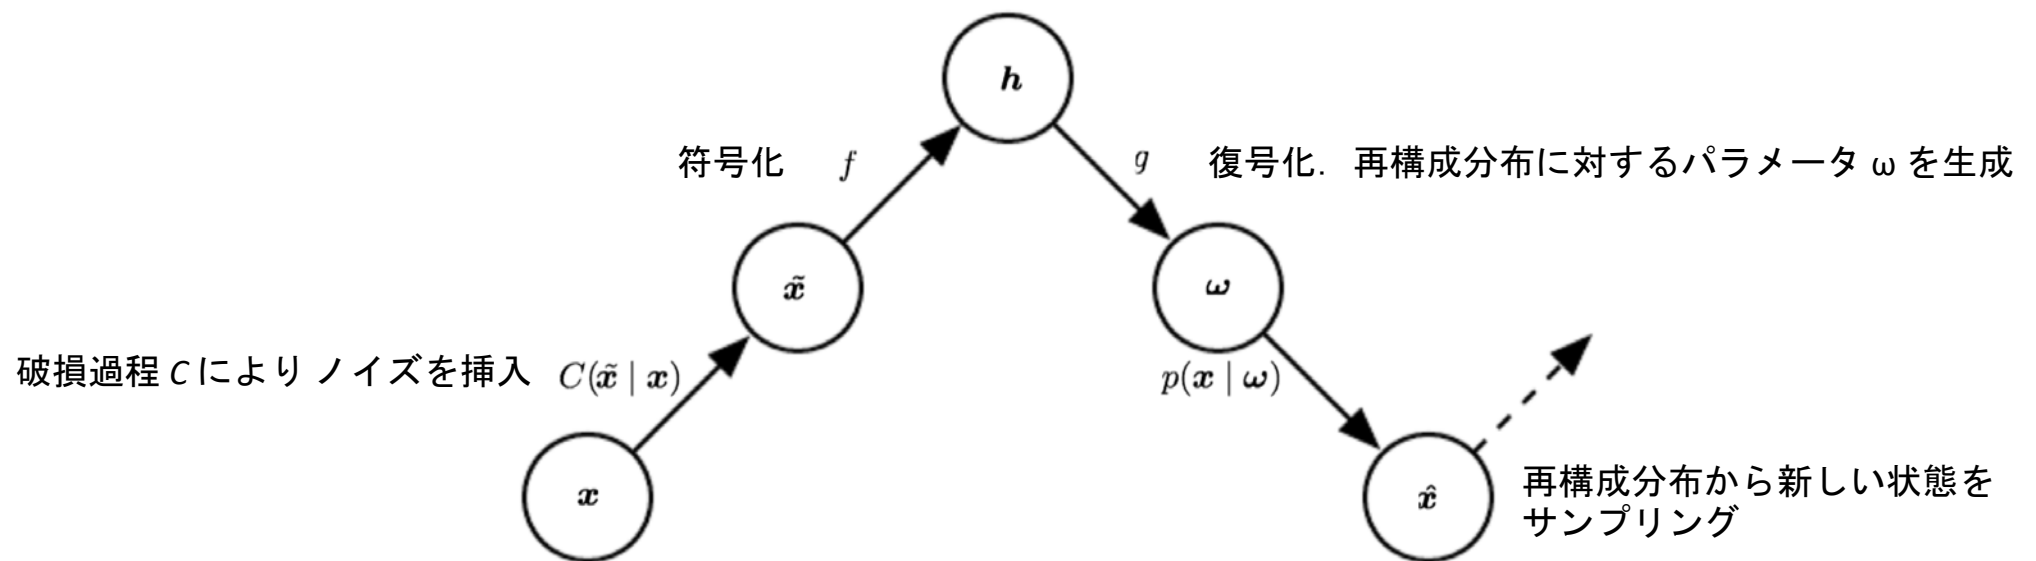 h
符号化 f
g 復号化．再構成分布に対するパラメータ ω を生成
x̃
ω
破損過程 C により ノイズを挿入 C(x̃ | x)
p(x | ω)
x
x̂
再構成分布から新しい状態を
サンプリング